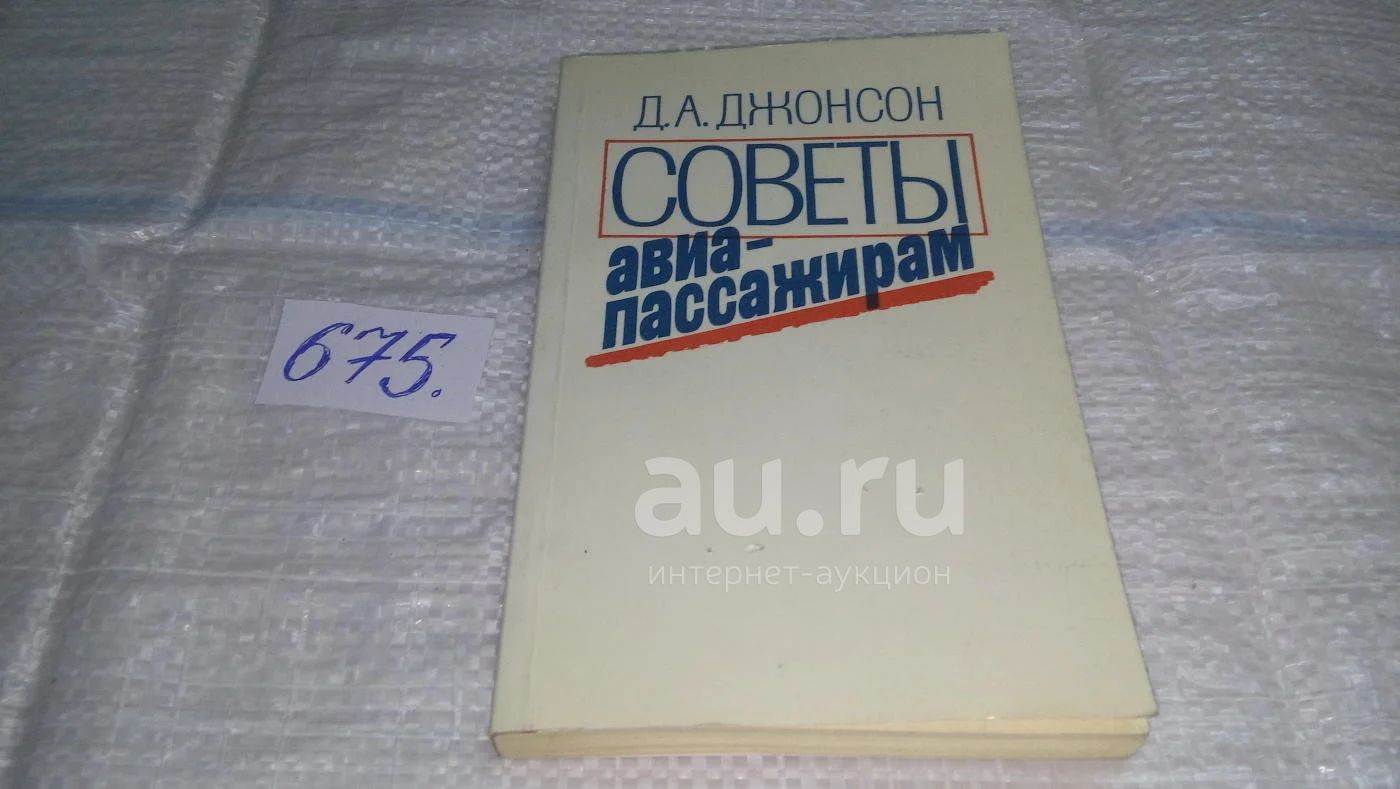 Д.А. ДЖОНСОН
СОВЕТЫ
авиа-
пассажирам
675.
au.ru
интернет-аукцион